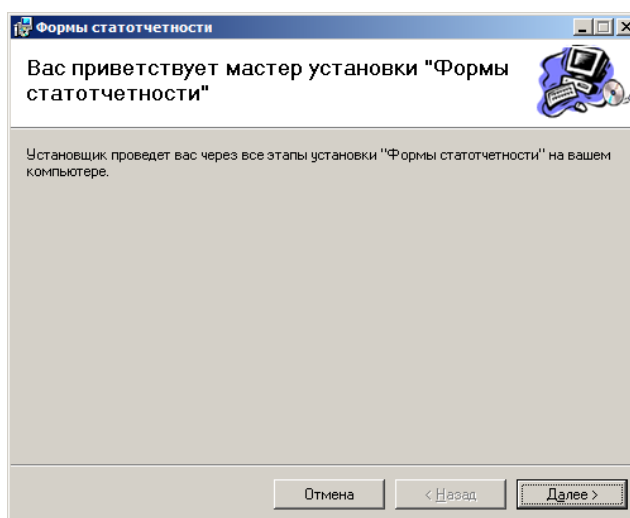 Формы статотчетности
Вас приветствует мастер установки "Формы
статотчетности"
Установщик проведет вас через все этапы установки "Формы статотчетности" на вашем
компьютере.
Отмена
< Назад
Далее >